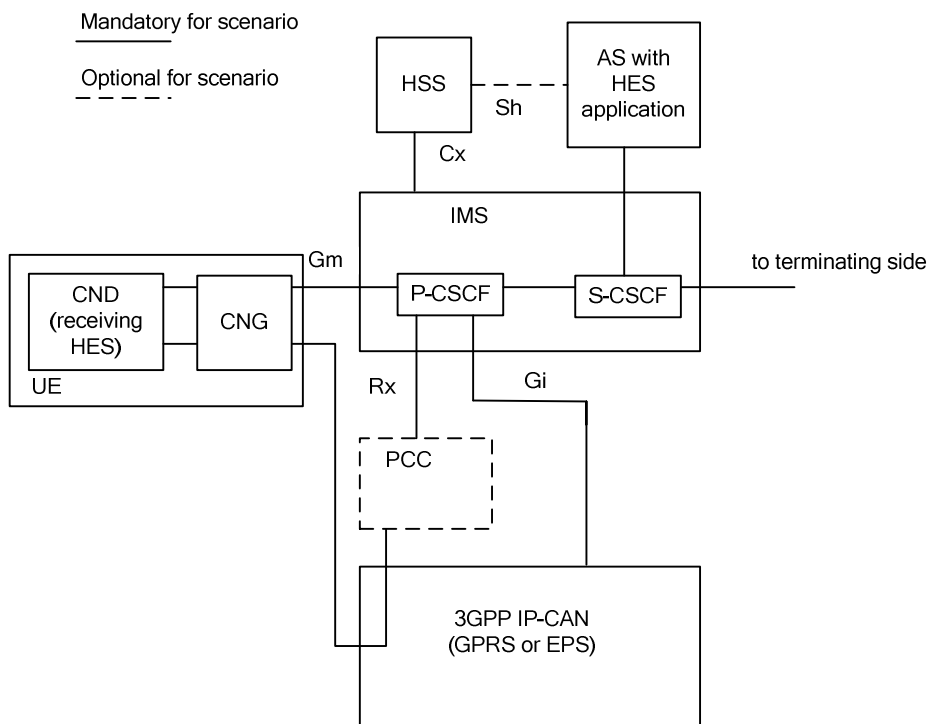 Mandatory for scenario
Optional for scenario
HSS
Sh
AS with
HES
application
Cx
IMS
Gm
to terminating side
CND
(receiving
HES)
CNG
UE
P-CSCF
S-CSCF
Rx
Gi
PCC
3GPP IP-CAN
(GPRS or EPS)